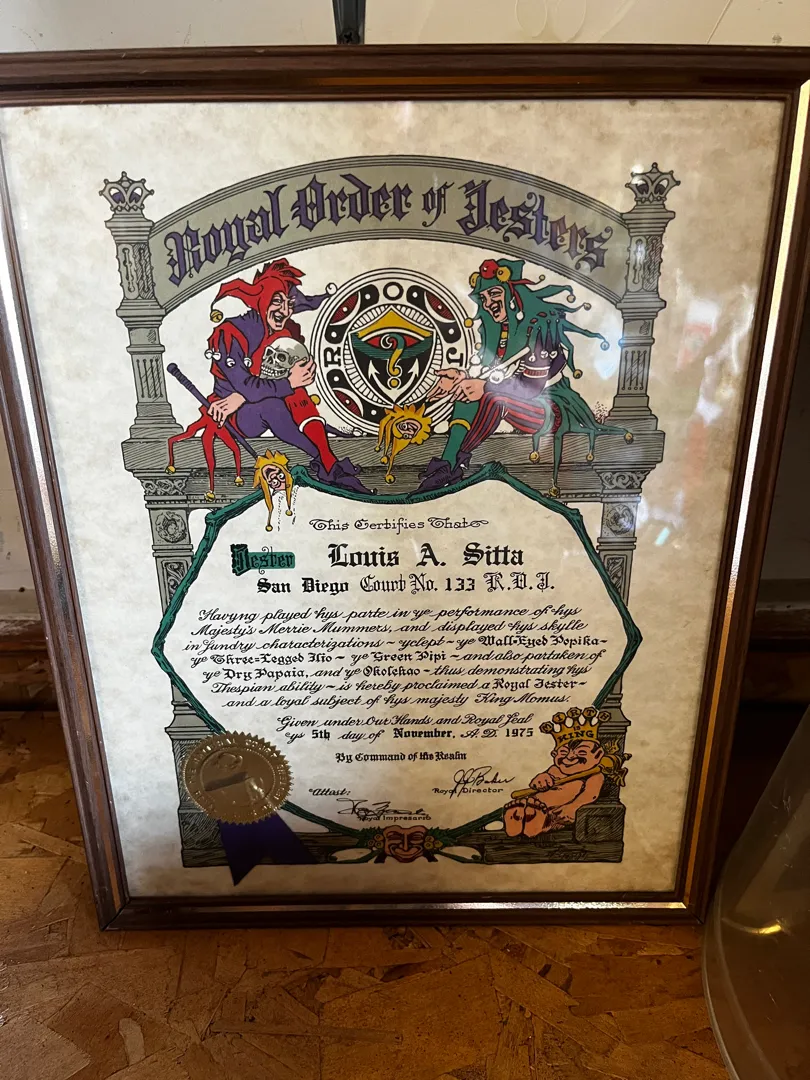 Royal Order of Jesters
R
O
J
This Certifies That
Jester Louis A. Sitta
San Diego Court No. 133 R.O.J.
Havyng played hys parte in ye performance of hys
Majesty's Merrie Mummers, and displayed hys skylle
in sundry characterizations – yclept – ye Wall-Eyed Popika –
ye Three-Legged Ilio – ye Green Pipi – and also partaken of
ye Dry Papaia, and ye Okolehao – thus demonstrating hys
Thespian ability – is hereby proclaimed a Royal Jester –
and a loyal subject of hys majesty King Momus.
Given under Our Hands and Royal Seal
ys 5th day of November, A.D. 1975
By Command of His Realm
KING
Attest:
Royal Director
Royal Impresario